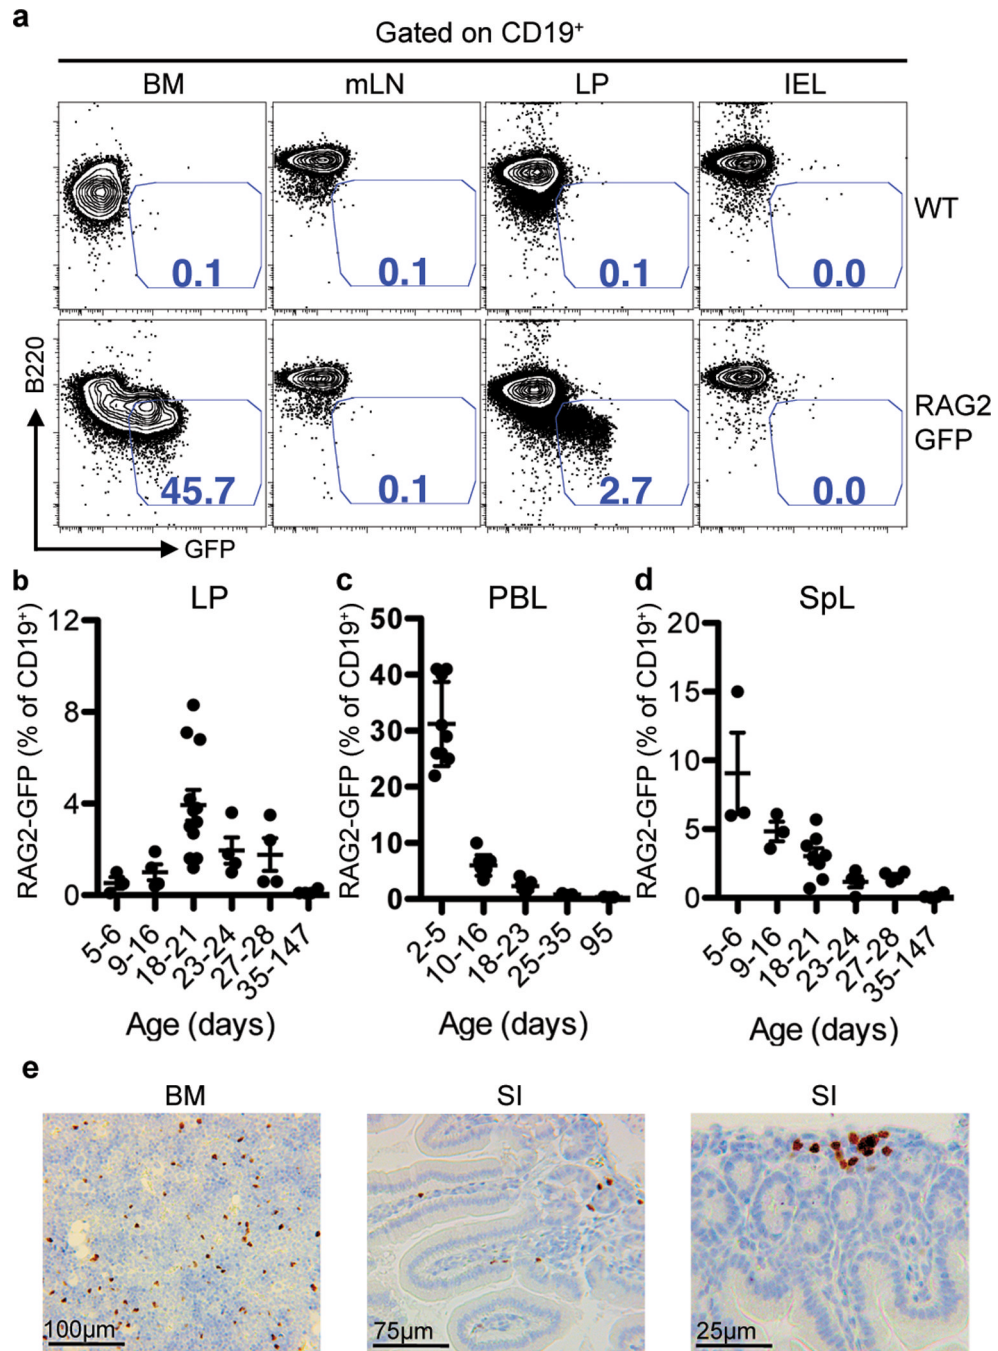 a
Gated on CD19⁺
BM mLN LP IEL
WT
0.1 0.1 0.1 0.0
B220
RAG2
GFP
45.7 0.1 2.7 0.0
GFP
b LP
RAG2-GFP (% of CD19⁺)
12
8
4
0
5-6 9-16 18-21 23-24 27-28 35-147
Age (days)
c PBL
RAG2-GFP (% of CD19⁺)
50
40
30
20
10
0
2-5 10-16 18-23 25-35 95
Age (days)
d SpL
RAG2-GFP (% of CD19⁺)
20
15
10
5
0
5-6 9-16 18-21 23-24 27-28 35-147
Age (days)
e
BM SI SI
100µm 75µm 25µm